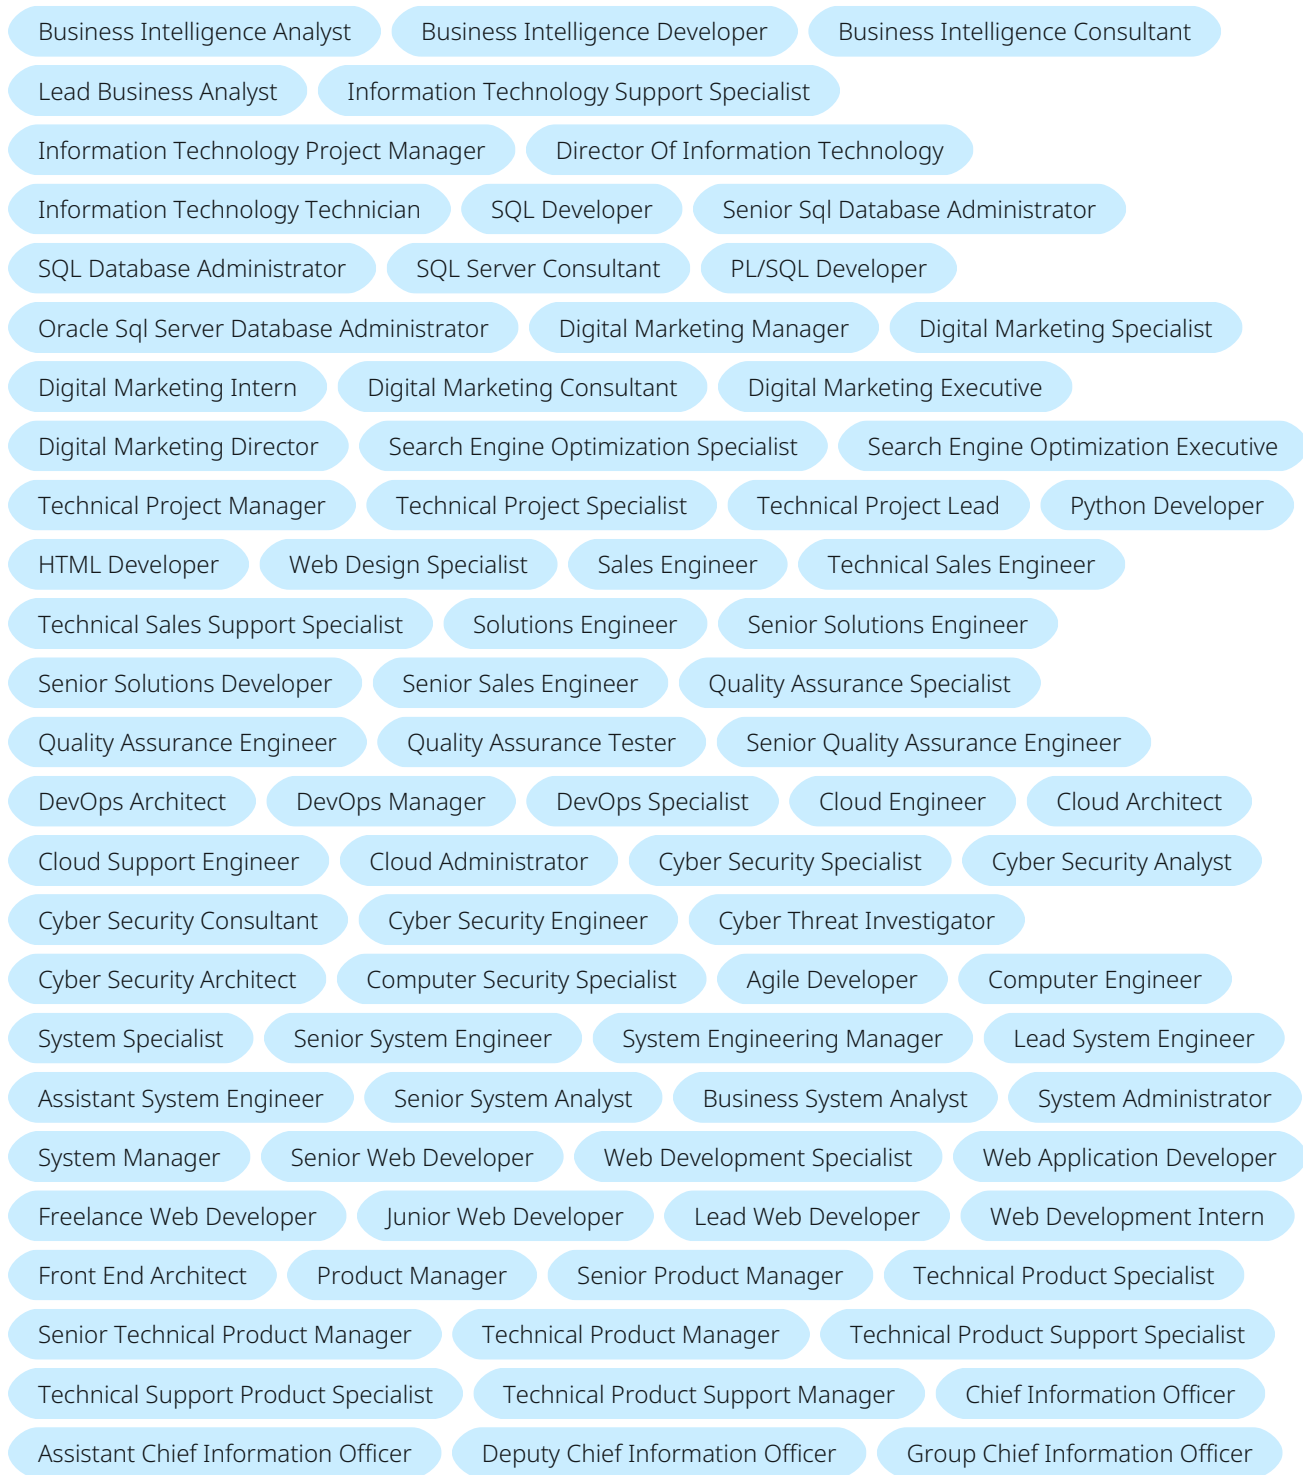 Business Intelligence Analyst Business Intelligence Developer Business Intelligence Consultant
Lead Business Analyst Information Technology Support Specialist
Information Technology Project Manager Director Of Information Technology
Information Technology Technician SQL Developer Senior Sql Database Administrator
SQL Database Administrator SQL Server Consultant PL/SQL Developer
Oracle Sql Server Database Administrator Digital Marketing Manager Digital Marketing Specialist
Digital Marketing Intern Digital Marketing Consultant Digital Marketing Executive
Digital Marketing Director Search Engine Optimization Specialist Search Engine Optimization Executive
Technical Project Manager Technical Project Specialist Technical Project Lead Python Developer
HTML Developer Web Design Specialist Sales Engineer Technical Sales Engineer
Technical Sales Support Specialist Solutions Engineer Senior Solutions Engineer
Senior Solutions Developer Senior Sales Engineer Quality Assurance Specialist
Quality Assurance Engineer Quality Assurance Tester Senior Quality Assurance Engineer
DevOps Architect DevOps Manager DevOps Specialist Cloud Engineer Cloud Architect
Cloud Support Engineer Cloud Administrator Cyber Security Specialist Cyber Security Analyst
Cyber Security Consultant Cyber Security Engineer Cyber Threat Investigator
Cyber Security Architect Computer Security Specialist Agile Developer Computer Engineer
System Specialist Senior System Engineer System Engineering Manager Lead System Engineer
Assistant System Engineer Senior System Analyst Business System Analyst System Administrator
System Manager Senior Web Developer Web Development Specialist Web Application Developer
Freelance Web Developer Junior Web Developer Lead Web Developer Web Development Intern
Front End Architect Product Manager Senior Product Manager Technical Product Specialist
Senior Technical Product Manager Technical Product Manager Technical Product Support Specialist
Technical Support Product Specialist Technical Product Support Manager Chief Information Officer
Assistant Chief Information Officer Deputy Chief Information Officer Group Chief Information Officer